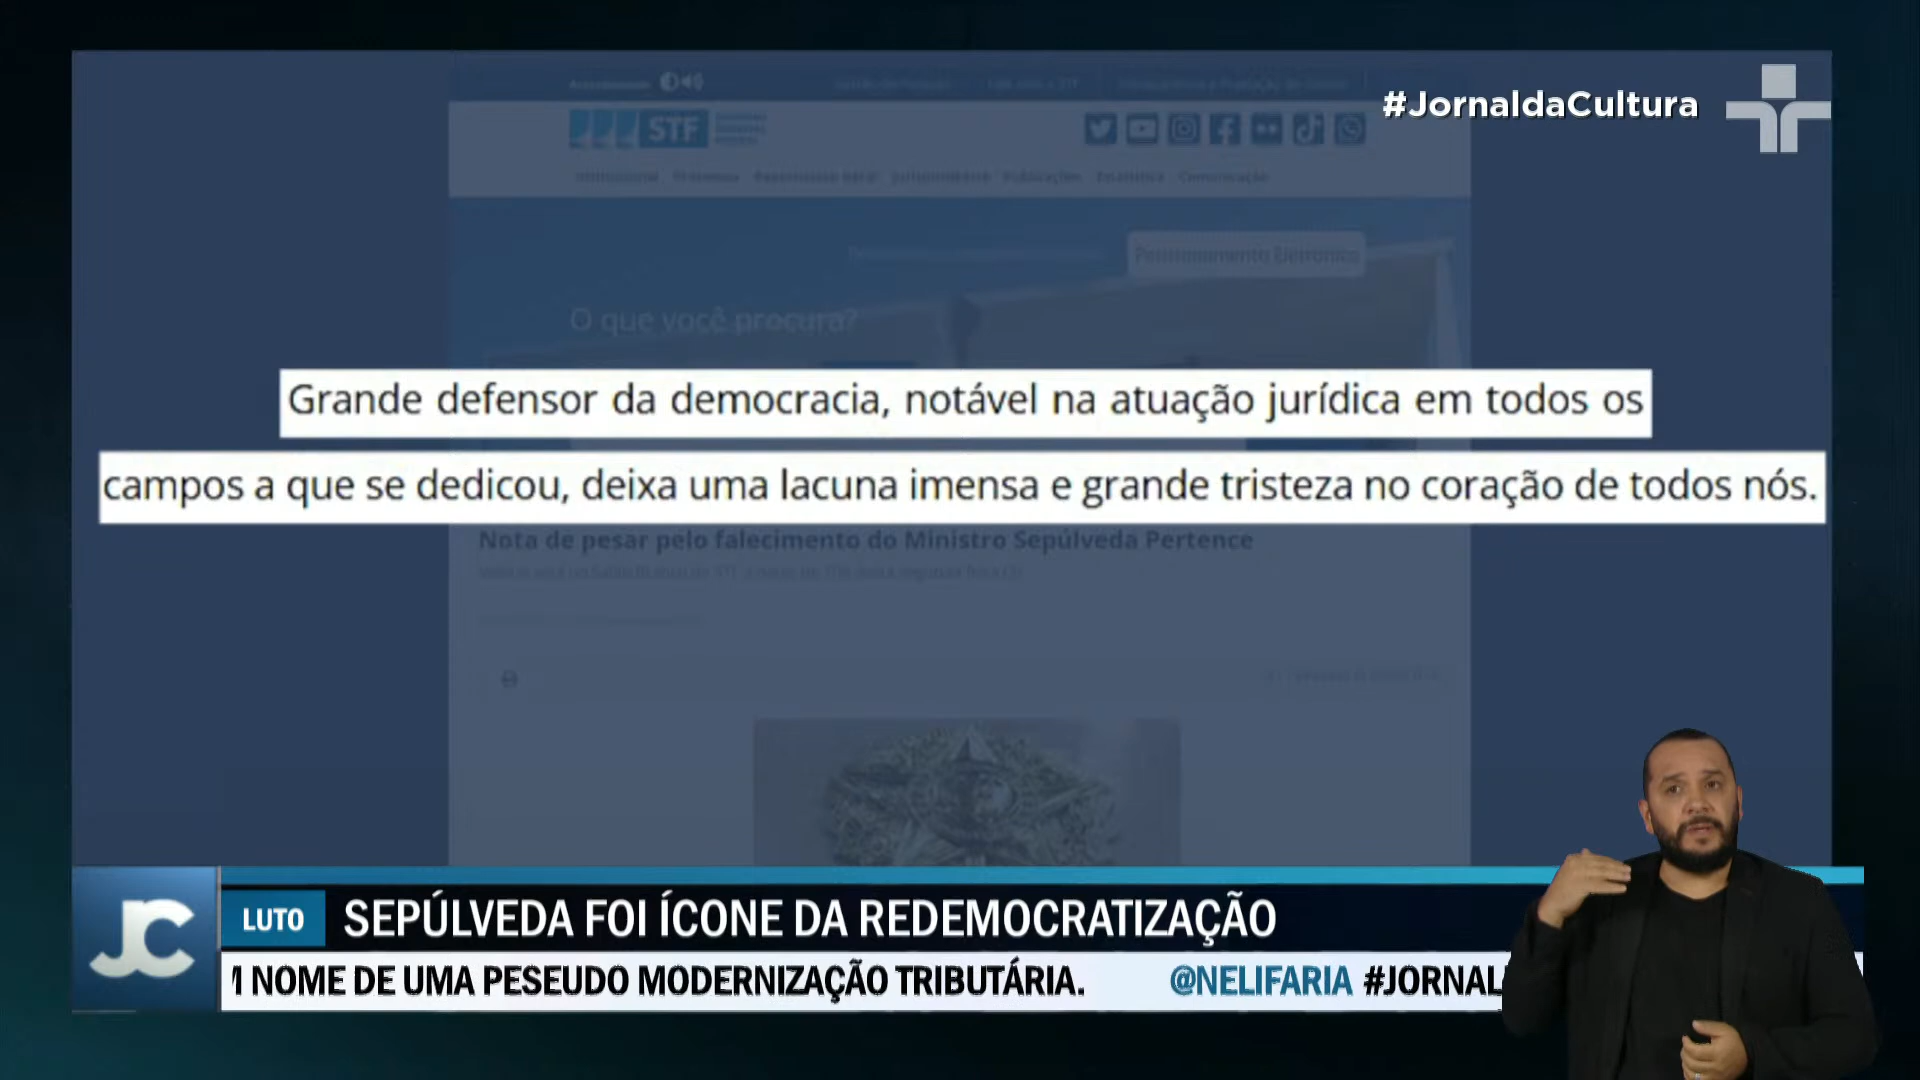 #JornaldaCultura
STF
O que você procura?
Peticionamento Eletrônico
Grande defensor da democracia, notável na atuação jurídica em todos os
campos a que se dedicou, deixa uma lacuna imensa e grande tristeza no coração de todos nós.
Nota de pesar pelo falecimento do Ministro Sepúlveda Pertence
JC
LUTO
SEPÚLVEDA FOI ÍCONE DA REDEMOCRATIZAÇÃO
NOME DE UMA PESEUDO MODERNIZAÇÃO TRIBUTÁRIA. @NELIFARIA #JORNAL